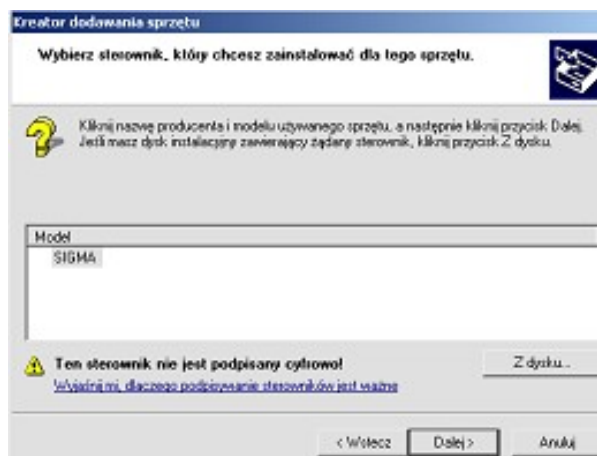 Kreator dodawania sprzętu
Wybierz sterownik, który chcesz zainstalować dla tego sprzętu.
Kliknij nazwę producenta i modelu używanego sprzętu, a następnie kliknij przycisk Dalej.
Jeśli masz dysk instalacyjny zawierający żądany sterownik, kliknij przycisk Z dysku.
Model
SIGMA
Ten sterownik nie jest podpisany cyfrowo!
Z dysku...
Wyjaśnij mi, dlaczego podpisywanie sterowników jest ważne
< Wstecz
Dalej >
Anuluj